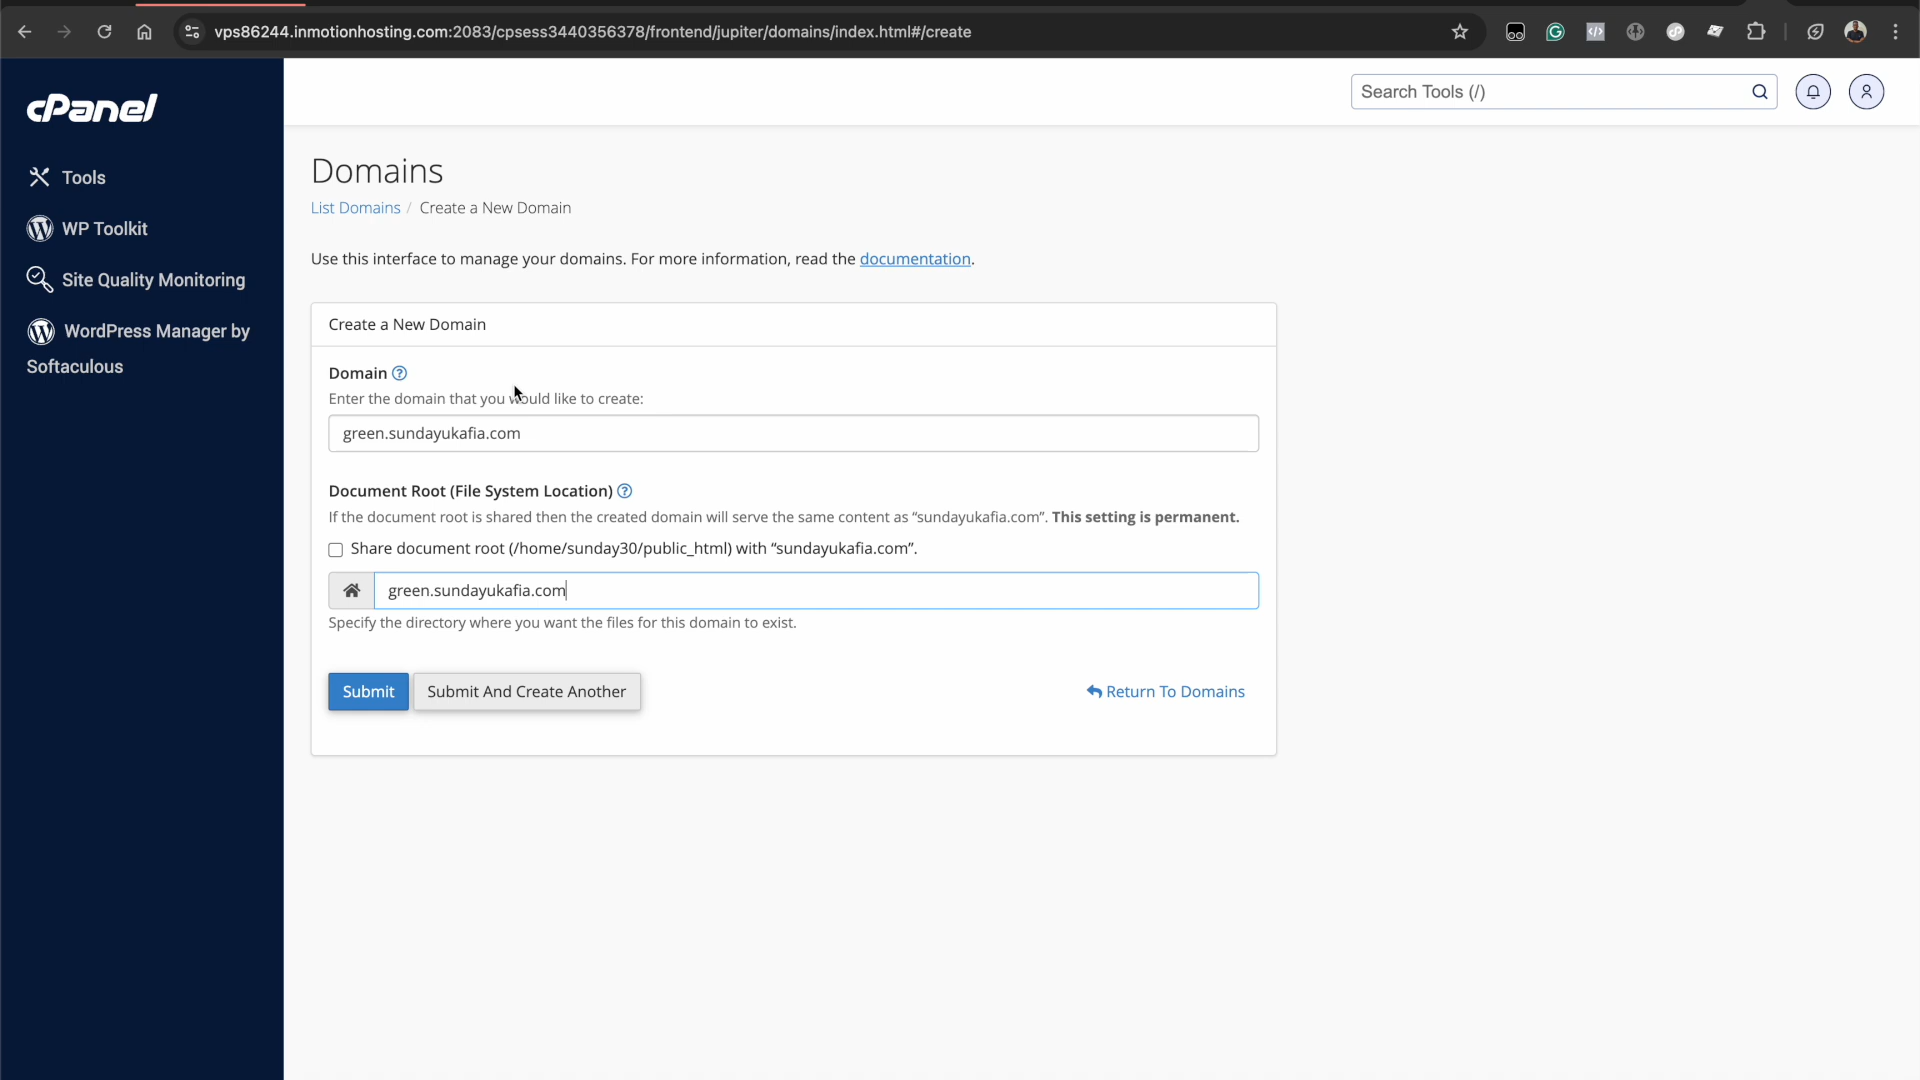 vps86244.inmotionhosting.com:2083/cpsess3440356378/frontend/jupiter/domains/index.html#/create
cPanel
Search Tools (/)
Tools
WP Toolkit
Site Quality Monitoring
WordPress Manager by
Softaculous
Domains
List Domains / Create a New Domain
Use this interface to manage your domains. For more information, read the documentation.
Create a New Domain
Domain
Enter the domain that you would like to create:
green.sundayukafia.com
Document Root (File System Location)
If the document root is shared then the created domain will serve the same content as “sundayukafia.com”. This setting is permanent.
Share document root (/home/sunday30/public_html) with “sundayukafia.com”.
green.sundayukafia.com
Specify the directory where you want the files for this domain to exist.
Submit
Submit And Create Another
Return To Domains